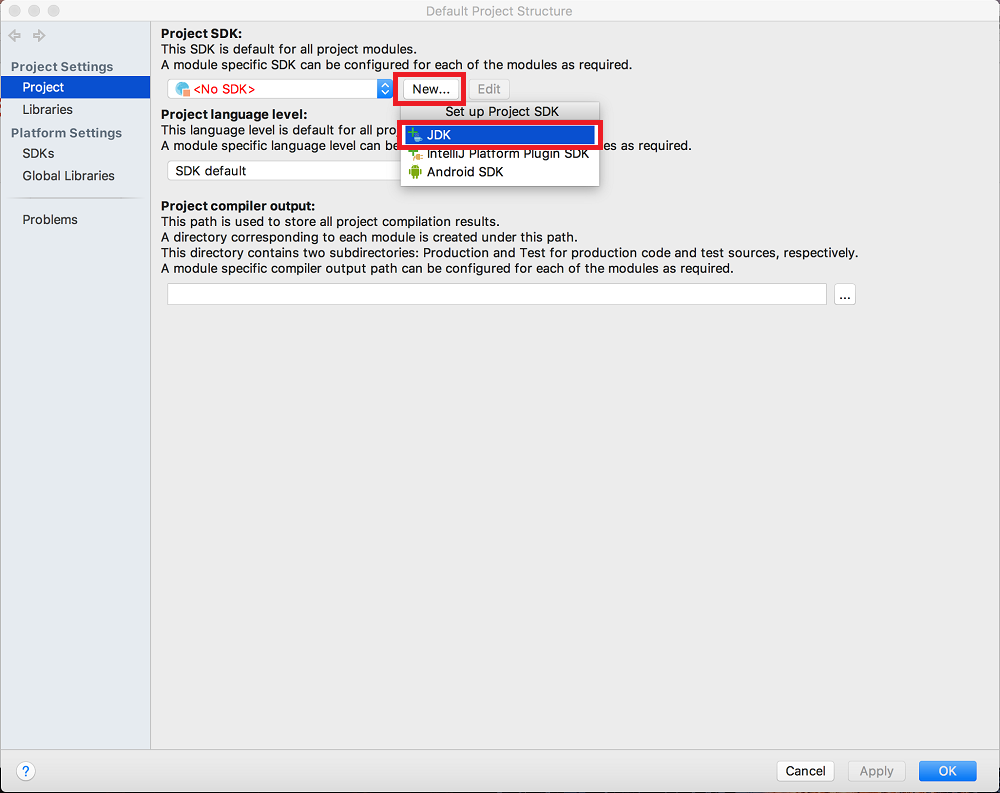 Default Project Structure
Project Settings
Project
Libraries
Platform Settings
SDKs
Global Libraries
Problems
Project SDK:
This SDK is default for all project modules.
A module specific SDK can be configured for each of the modules as required.
<No SDK>
New...
Edit
Set up Project SDK
JDK
IntelliJ Platform Plugin SDK
Android SDK
Project language level:
This language level is default for all pro
A module specific language level can be
es as required.
SDK default
Project compiler output:
This path is used to store all project compilation results.
A directory corresponding to each module is created under this path.
This directory contains two subdirectories: Production and Test for production code and test sources, respectively.
A module specific compiler output path can be configured for each of the modules as required.
...
?
Cancel
Apply
OK